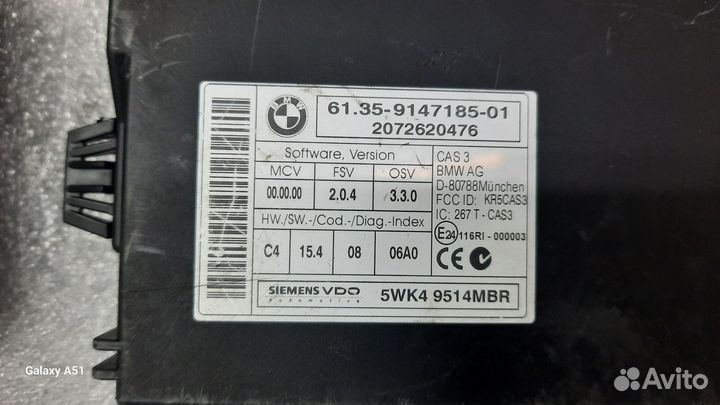 BMW
61.35-9147185-01
2072620476
Software, Version
MCV FSV OSV
00.00.00 2.0.4 3.3.0
HW./SW.-/Cod.-/Diag.-Index
C4 15.4 08 06A0
CAS 3
BMW AG
D-80788München
FCC ID: KR5CAS3
IC: 267 T - CAS3
E24 116RI - 000003
CE
SIEMENS VDO
Automotive
5WK4 9514MBR
Galaxy A51
Avito